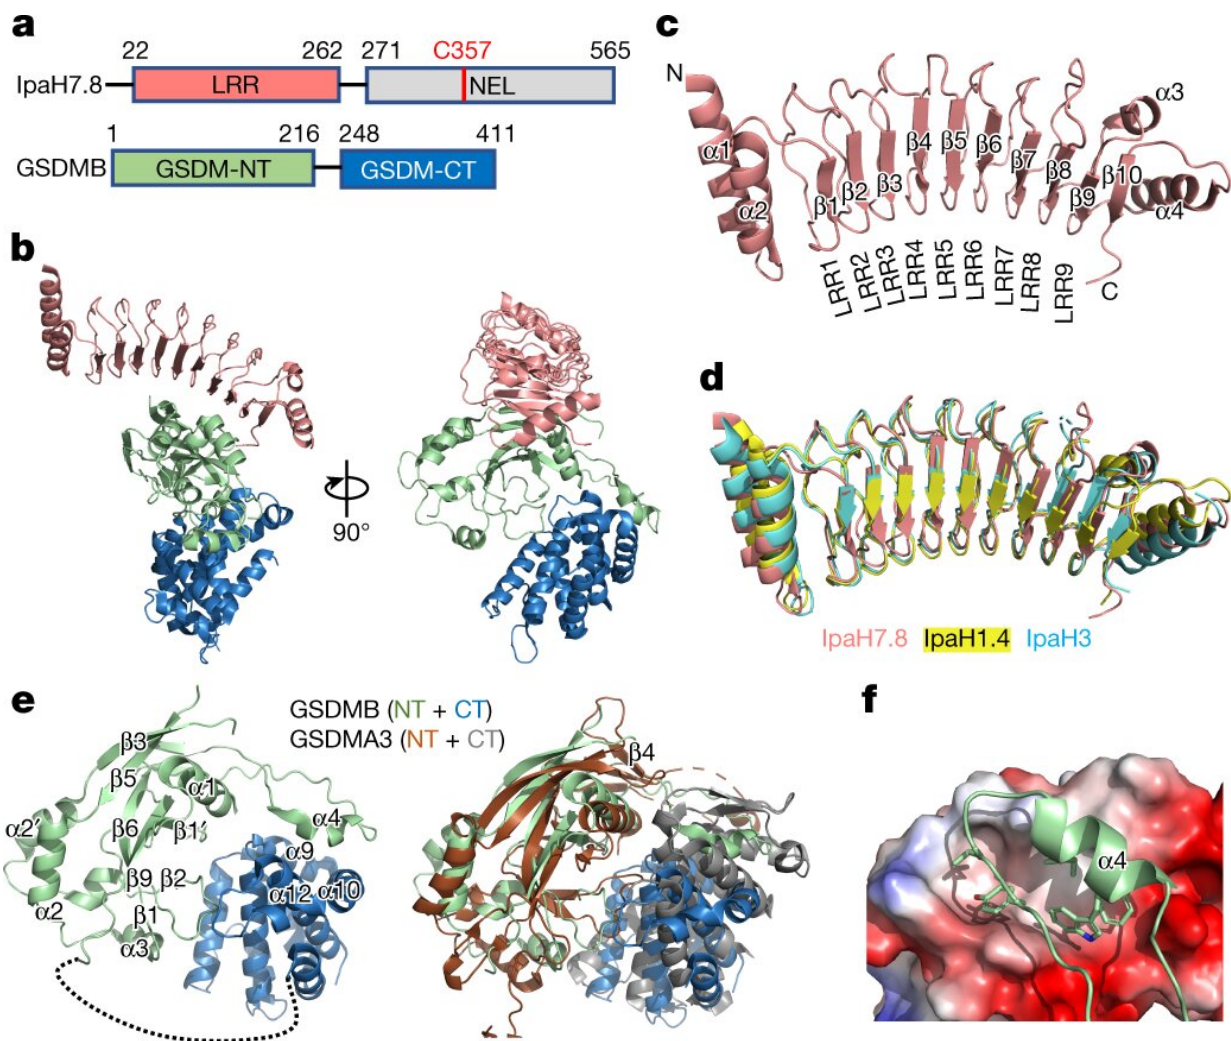 a
22 262 271 C357 565
IpaH7.8 LRR NEL
1 216 248 411
GSDMB GSDM-NT GSDM-CT
b
90°
c
N
α1
α2
β1
β2
β3
β4
β5
β6
β7
β8
β9
β10
α3
α4
LRR1
LRR2
LRR3
LRR4
LRR5
LRR6
LRR7
LRR8
LRR9
C
d
IpaH7.8 IpaH1.4 IpaH3
e
GSDMB (NT + CT)
GSDMA3 (NT + CT)
β3
β5
α1
α2′
β6
β1′
α4
α9
β9 β2
α12 α10
α2
β1
α3
β4
f
α4